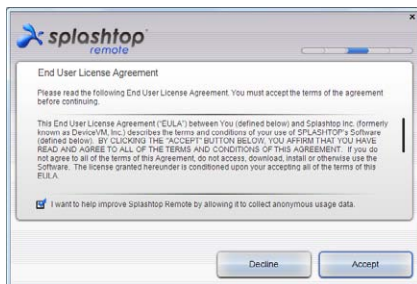 splashtop
remote
End User License Agreement
Please read the following End User License Agreement. You must accept the terms of the agreement
before continuing.
This End User License Agreement ("EULA") between You (defined below) and Splashtop Inc. (formerly
known as DeviceVM, Inc.) describes the terms and conditions of your use of SPLASHTOP's Software
(defined below). BY CLICKING THE "ACCEPT" BUTTON BELOW, YOU AFFIRM THAT YOU HAVE
READ AND AGREE TO ALL OF THE TERMS AND CONDITIONS OF THIS AGREEMENT. If you do
not agree to all of the terms of this Agreement, do not access, download, install or otherwise use the
Software. The license granted hereunder is conditioned upon your accepting all of the terms of this
EULA.
I want to help improve Splashtop Remote by allowing it to collect anonymous usage data.
Decline Accept